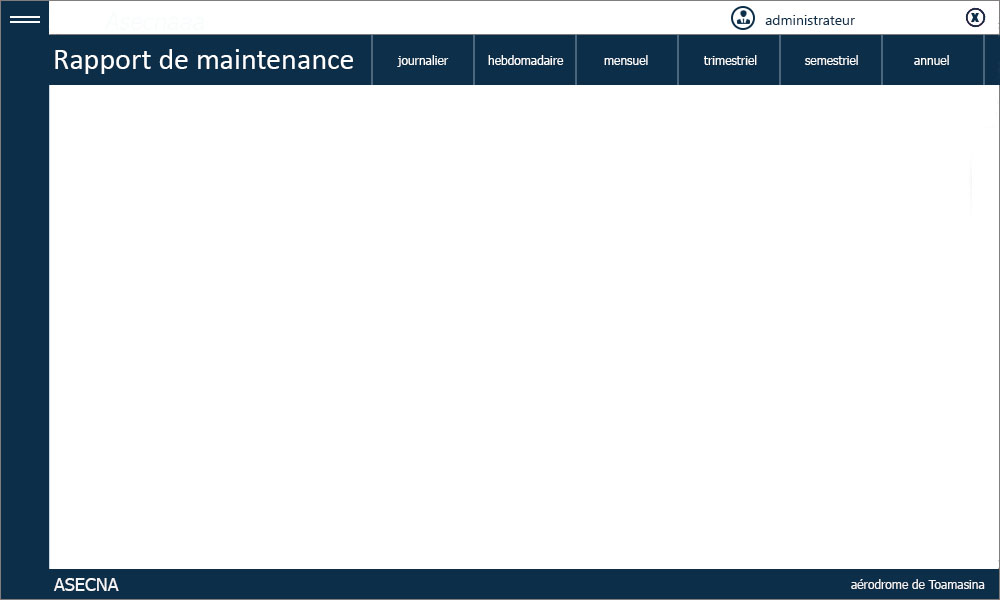 Asecnaaa
administrateur
X
Rapport de maintenance
journalier
hebdomadaire
mensuel
trimestriel
semestriel
annuel
ASECNA
aérodrome de Toamasina